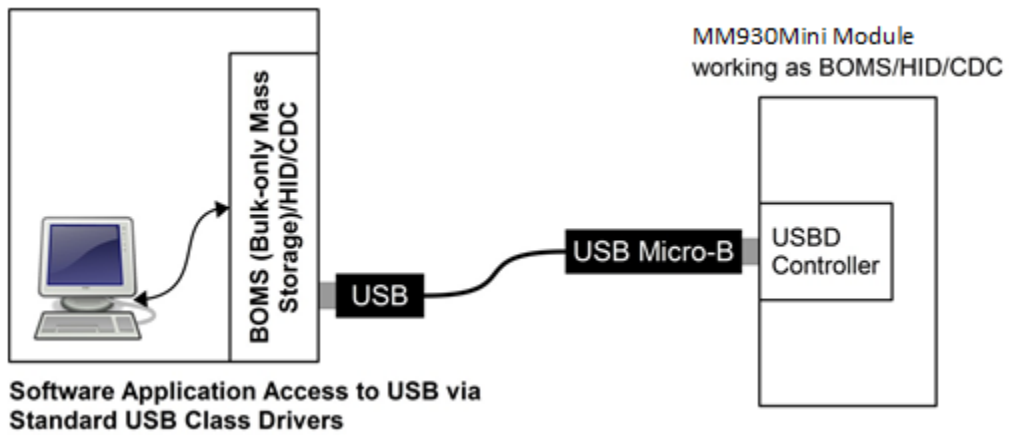 MM930Mini Module
working as BOMS/HID/CDC
BOMS (Bulk-only Mass
Storage)/HID/CDC
USB
USB Micro-B
USBD
Controller
Software Application Access to USB via
Standard USB Class Drivers